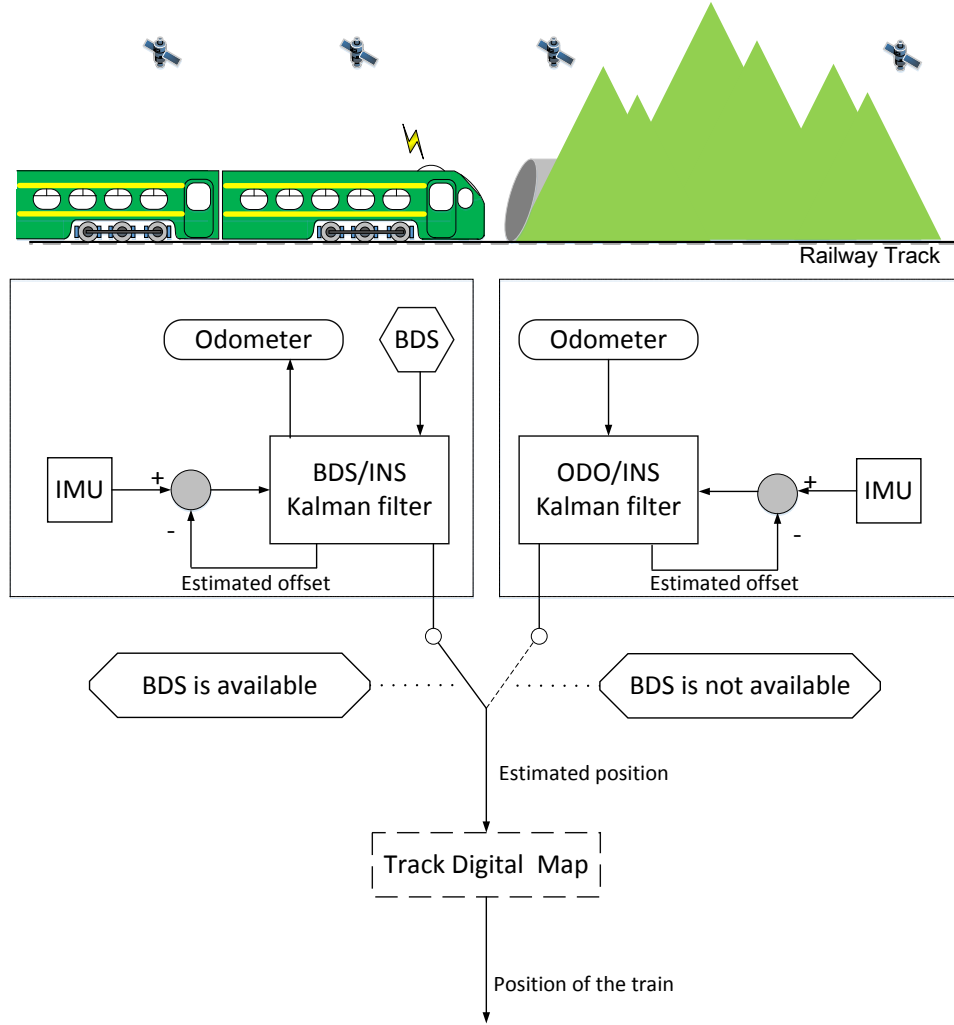 Railway Track
Odometer
BDS
Odometer
IMU
+
-
BDS/INS
Kalman filter
Estimated offset
ODO/INS
Kalman filter
+
-
IMU
Estimated offset
BDS is available
BDS is not available
Estimated position
Track Digital Map
Position of the train